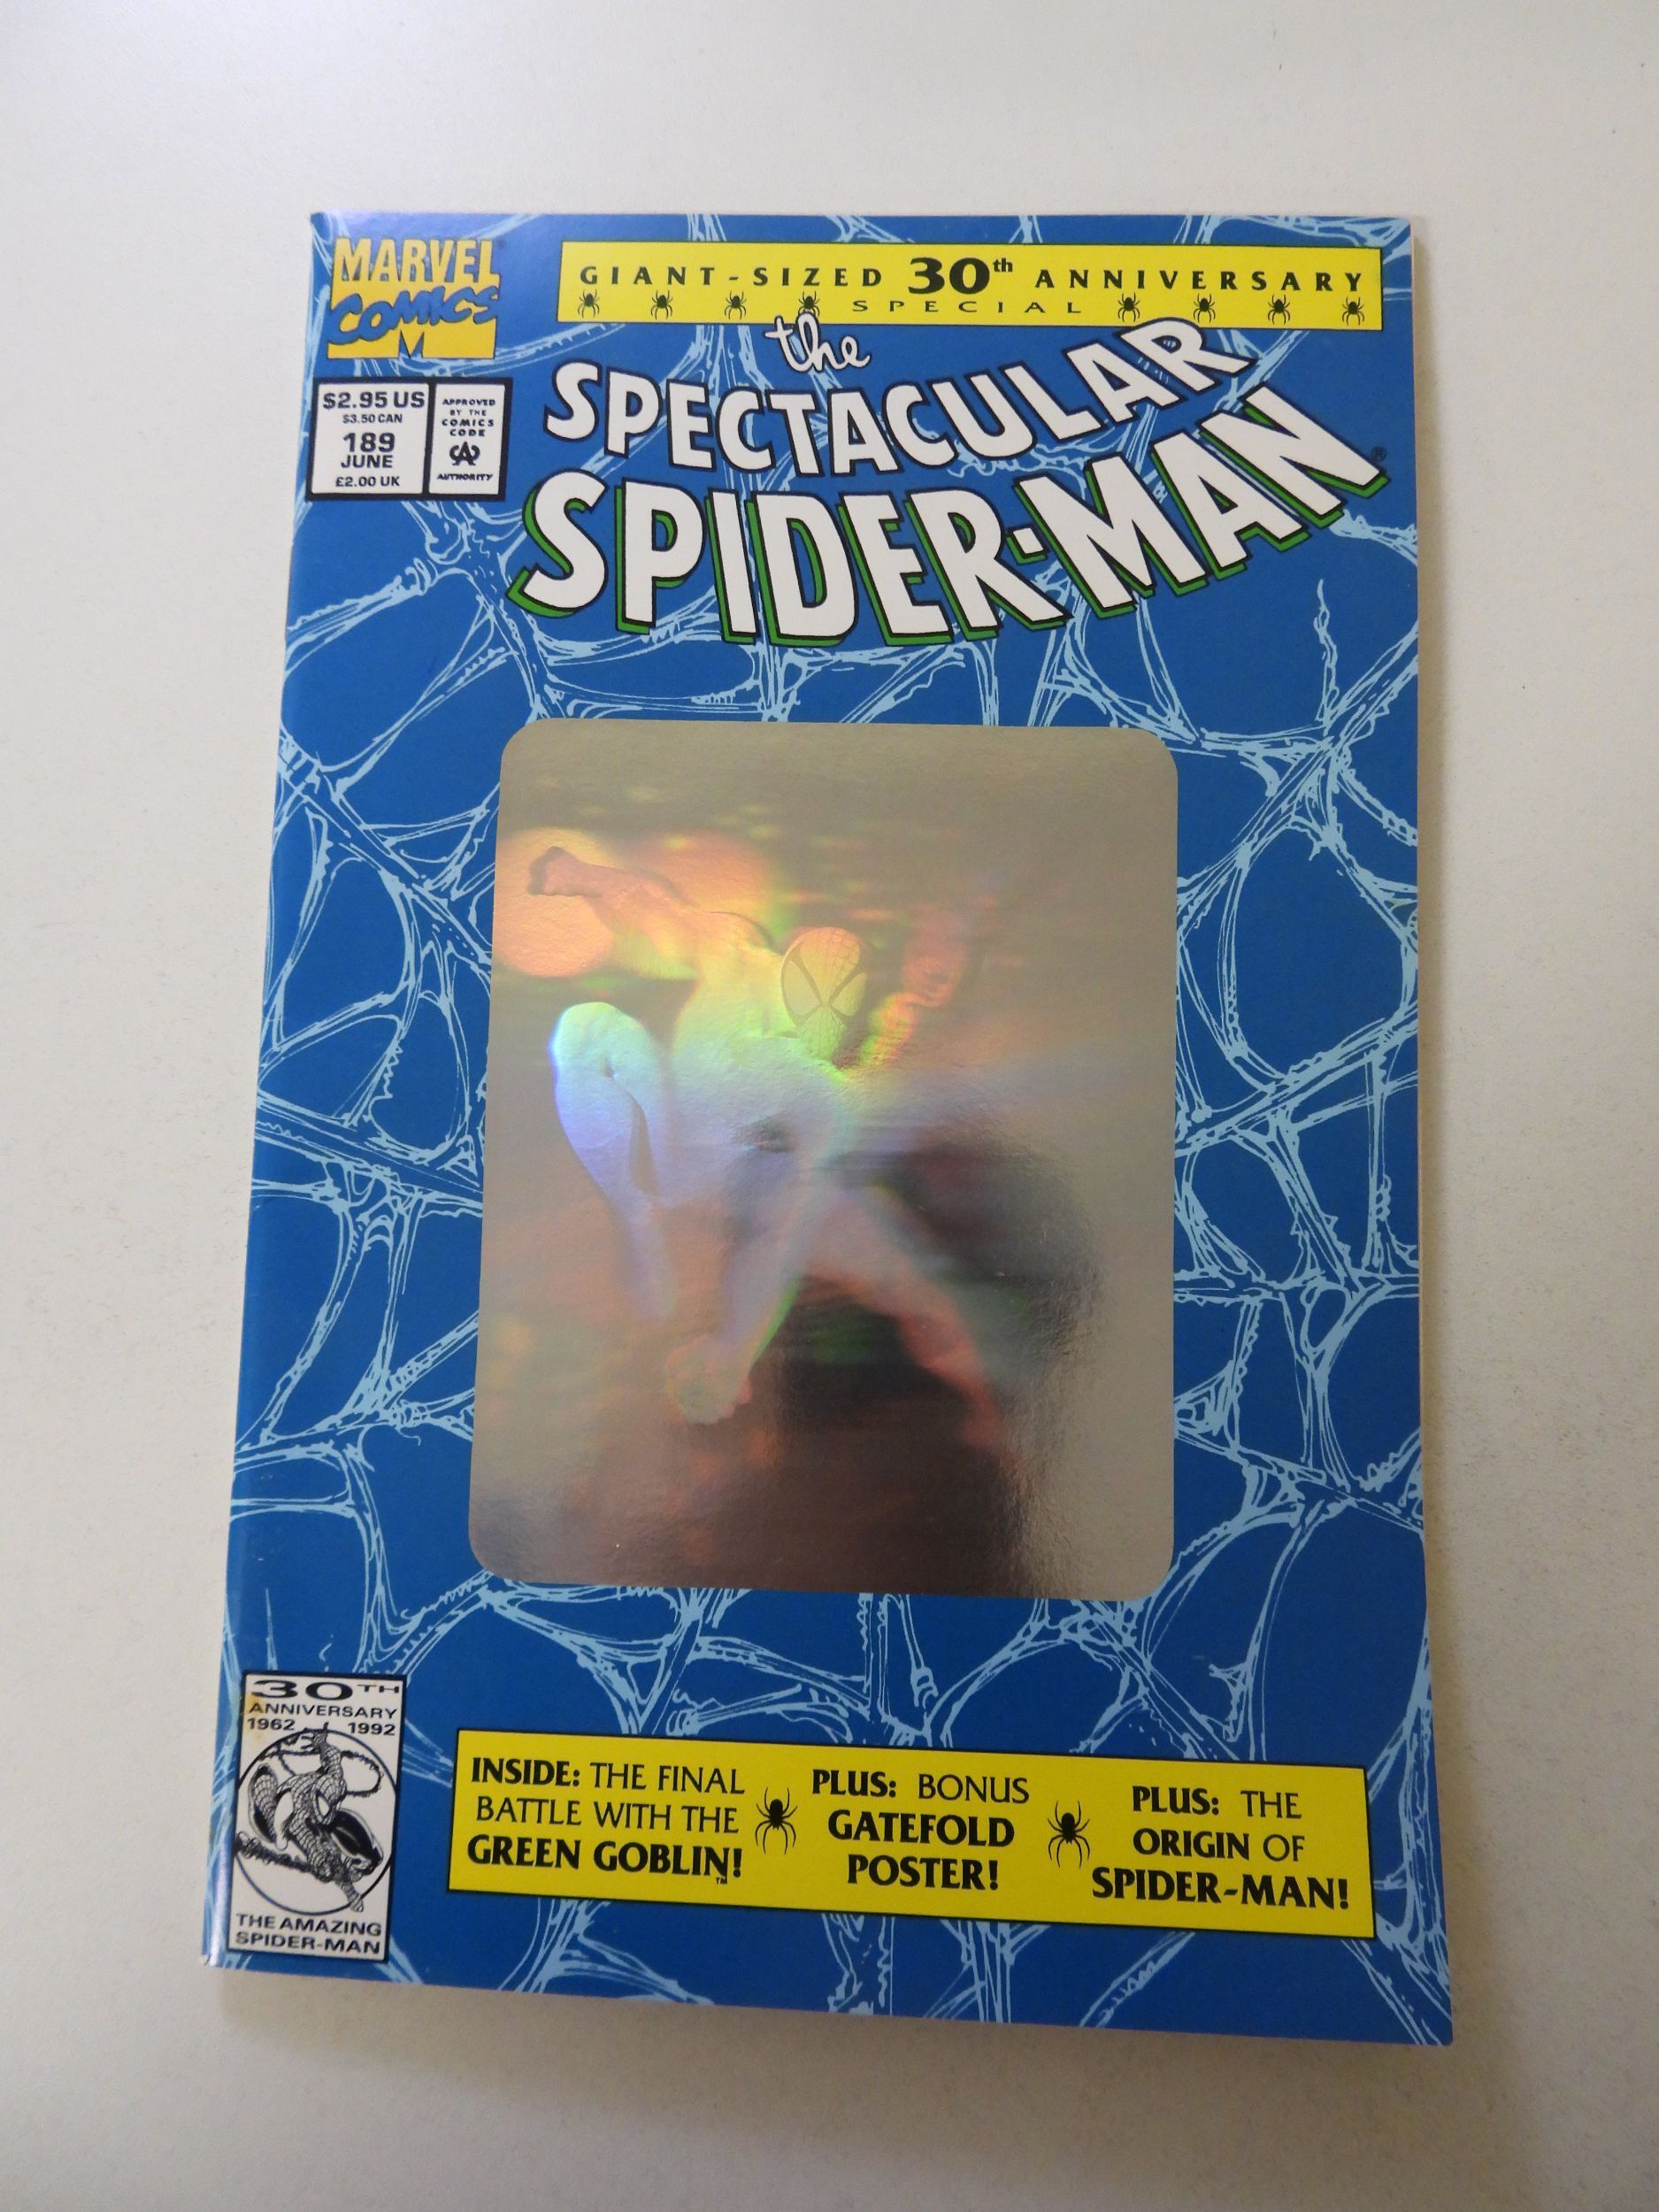 MARVEL
COMICS
GIANT-SIZED 30th ANNIVERSARY
SPECIAL
$2.95 US
$3.50 CAN
189
JUNE
£2.00 UK
APPROVED
BY THE
COMICS
CODE
CA
AUTHORITY
the
SPECTACULAR
SPIDER-MAN®
30TH
ANNIVERSARY
1962 1992
THE AMAZING
SPIDER-MAN
INSIDE: THE FINAL
BATTLE WITH THE
GREEN GOBLIN!™
PLUS: BONUS
GATEFOLD
POSTER!
PLUS: THE
ORIGIN OF
SPIDER-MAN!